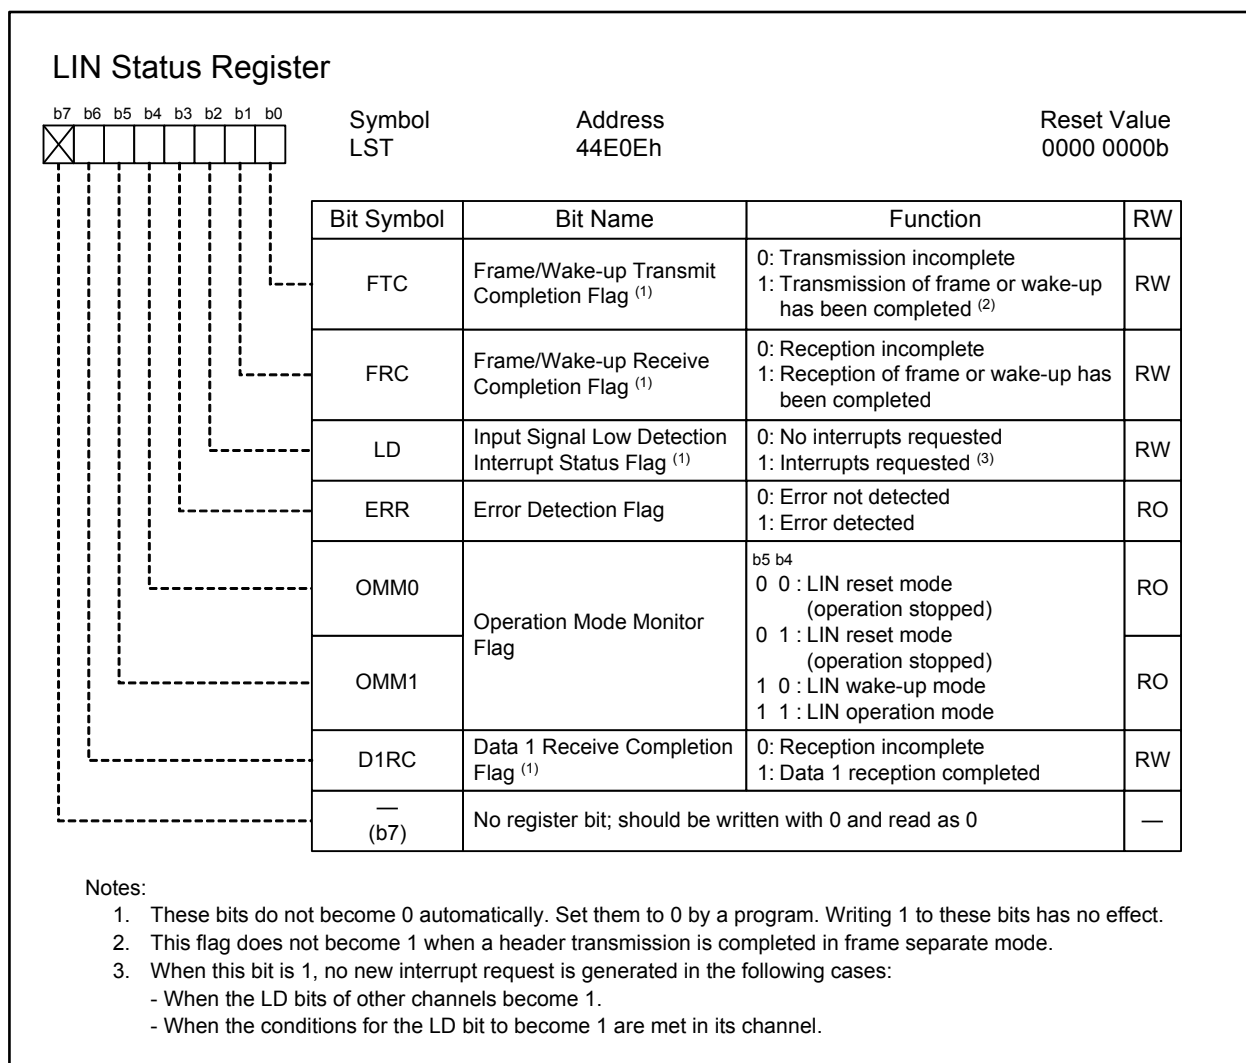 LIN Status Register
b7 b6 b5 b4 b3 b2 b1 b0
Symbol Address Reset Value
LST 44E0Eh 0000 0000b
Bit Symbol Bit Name Function RW
FTC
Frame/Wake-up Transmit
Completion Flag (1)
0: Transmission incomplete
1: Transmission of frame or wake-up
has been completed (2)
RW
FRC
Frame/Wake-up Receive
Completion Flag (1)
0: Reception incomplete
1: Reception of frame or wake-up has
been completed
RW
LD
Input Signal Low Detection
Interrupt Status Flag (1)
0: No interrupts requested
1: Interrupts requested (3)
RW
ERR
Error Detection Flag
0: Error not detected
1: Error detected
RO
OMM0
Operation Mode Monitor
Flag
b5 b4
0 0 : LIN reset mode
(operation stopped)
0 1 : LIN reset mode
(operation stopped)
1 0 : LIN wake-up mode
1 1 : LIN operation mode
RO
OMM1
RO
D1RC
Data 1 Receive Completion
Flag (1)
0: Reception incomplete
1: Data 1 reception completed
RW
—
(b7)
No register bit; should be written with 0 and read as 0
—
Notes:
1. These bits do not become 0 automatically. Set them to 0 by a program. Writing 1 to these bits has no effect.
2. This flag does not become 1 when a header transmission is completed in frame separate mode.
3. When this bit is 1, no new interrupt request is generated in the following cases:
- When the LD bits of other channels become 1.
- When the conditions for the LD bit to become 1 are met in its channel.